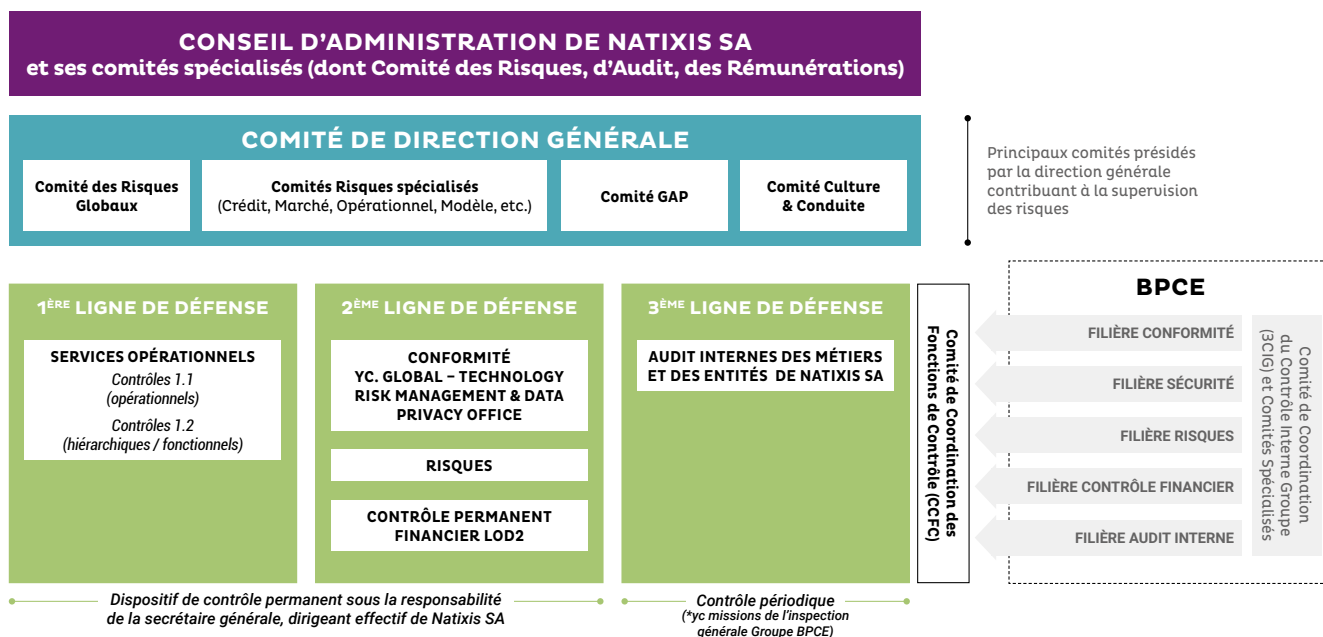 CONSEIL D'ADMINISTRATION DE NATIXIS SA
et ses comités spécialisés (dont Comité des Risques, d'Audit, des Rémunérations)
COMITÉ DE DIRECTION GÉNÉRALE
Comité des Risques
Globaux
Comités Risques spécialisés
(Crédit, Marché, Opérationnel, Modèle, etc.)
Comité GAP
Comité Culture
& Conduite
Principaux comités présidés
par la direction générale
contribuant à la supervision
des risques
1ÈRE LIGNE DE DÉFENSE
SERVICES OPÉRATIONNELS
Contrôles 1.1
(opérationnels)
Contrôles 1.2
(hiérarchiques / fonctionnels)
2ÈME LIGNE DE DÉFENSE
CONFORMITÉ
YC. GLOBAL – TECHNOLOGY
RISK MANAGEMENT & DATA
PRIVACY OFFICE
RISQUES
CONTRÔLE PERMANENT
FINANCIER LOD2
3ÈME LIGNE DE DÉFENSE
AUDIT INTERNES DES MÉTIERS
ET DES ENTITÉS DE NATIXIS SA
Comité de Coordination des
Fonctions de Contrôle (CCFC)
BPCE
FILIÈRE CONFORMITÉ
FILIÈRE SÉCURITÉ
FILIÈRE RISQUES
FILIÈRE CONTRÔLE FINANCIER
FILIÈRE AUDIT INTERNE
Comité de Coordination
du Contrôle Interne Groupe
(3CIG) et Comités Spécialisés
Dispositif de contrôle permanent sous la responsabilité
de la secrétaire générale, dirigeant effectif de Natixis SA
Contrôle périodique
(*yc missions de l'inspection
générale Groupe BPCE)